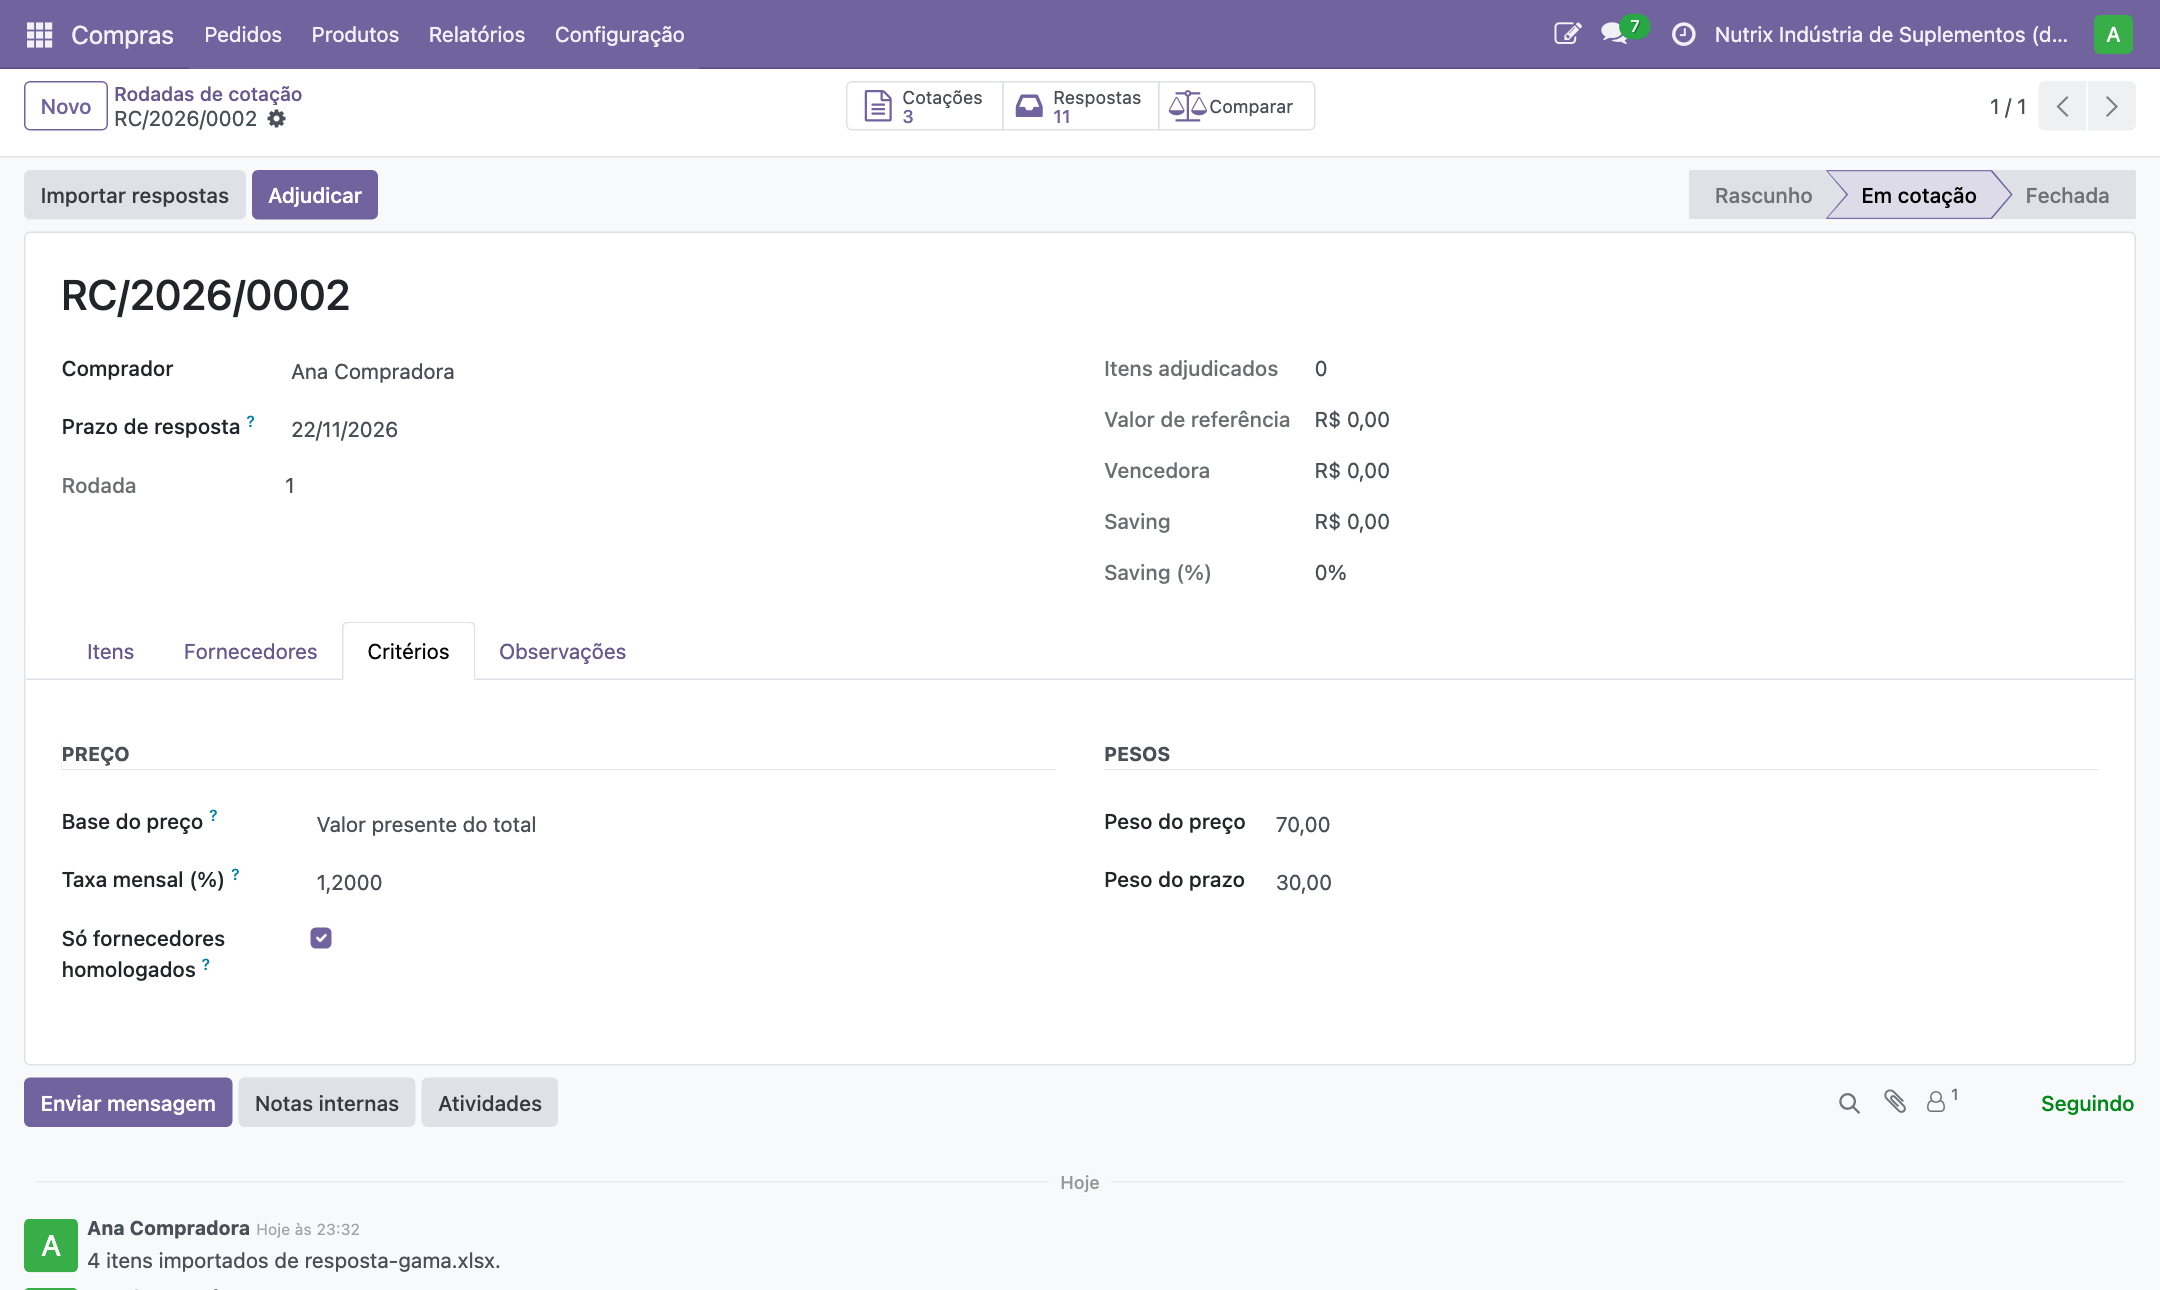 Compras Pedidos Produtos Relatórios Configuração 7 Nutrix Indústria de Suplementos (d... A
Novo Rodadas de cotação
RC/2026/0002
Cotações 3
Respostas 11
Comparar
1 / 1
Importar respostas Adjudicar Rascunho Em cotação Fechada
RC/2026/0002
Comprador Ana Compradora
Prazo de resposta ? 22/11/2026
Rodada 1
Itens adjudicados 0
Valor de referência R$ 0,00
Vencedora R$ 0,00
Saving R$ 0,00
Saving (%) 0%
Itens Fornecedores Critérios Observações
PREÇO
Base do preço ? Valor presente do total
Taxa mensal (%) ? 1,2000
Só fornecedores
homologados ?
PESOS
Peso do preço 70,00
Peso do prazo 30,00
Enviar mensagem Notas internas Atividades 1 Seguindo
Hoje
A Ana Compradora Hoje às 23:32
4 itens importados de resposta-gama.xlsx.